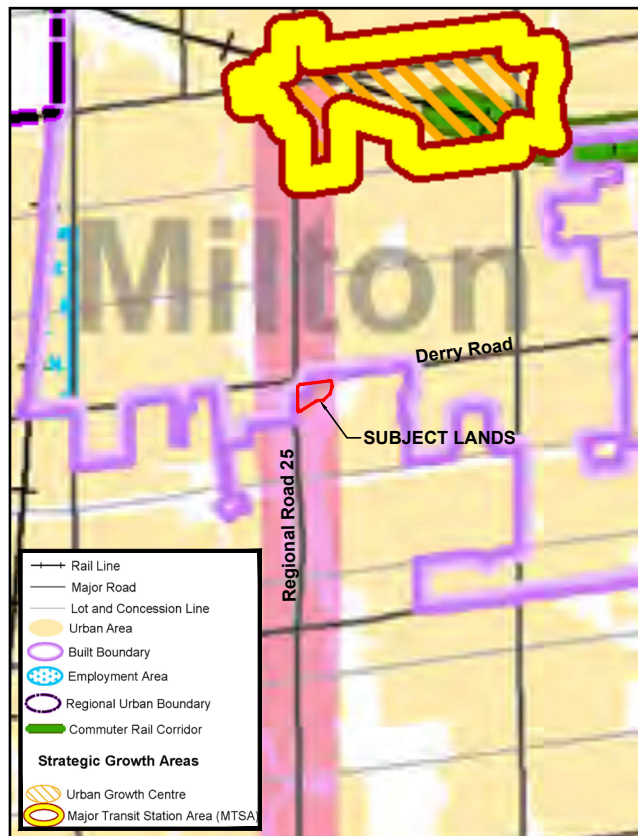 Milton
Derry Road
SUBJECT LANDS
Regional Road 25
Rail Line
Major Road
Lot and Concession Line
Urban Area
Built Boundary
Employment Area
Regional Urban Boundary
Commuter Rail Corridor
Strategic Growth Areas
Urban Growth Centre
Major Transit Station Area (MTSA)